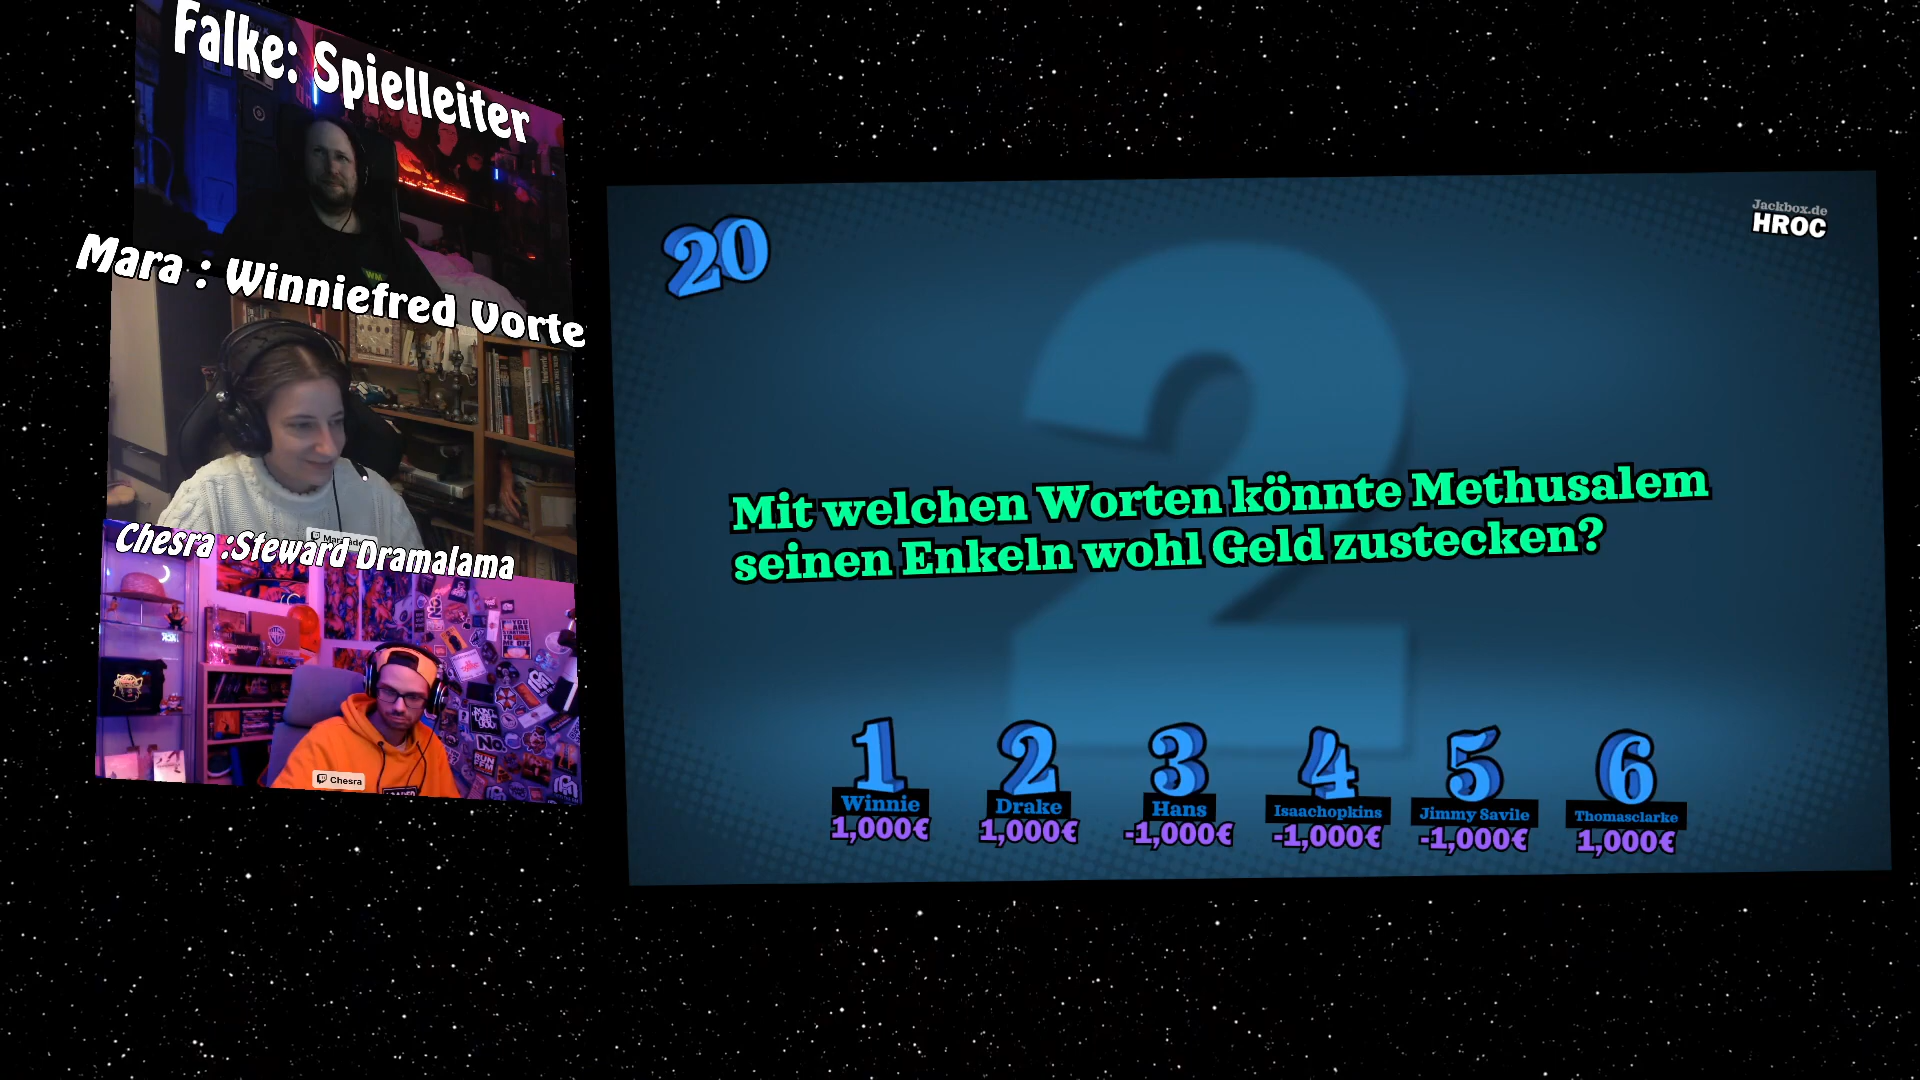 Falke: Spielleiter
Mara : Winniefred Vorte
Chesra :Steward Dramalama
Chesra
20
Jackbox.de
HROC
Mit welchen Worten könnte Methusalem
seinen Enkeln wohl Geld zustecken?
1 2 3 4 5 6
Winnie Drake Hans Isaachopkins Jimmy Savile Thomasclarke
1,000€ 1,000€ -1,000€ -1,000€ -1,000€ 1,000€